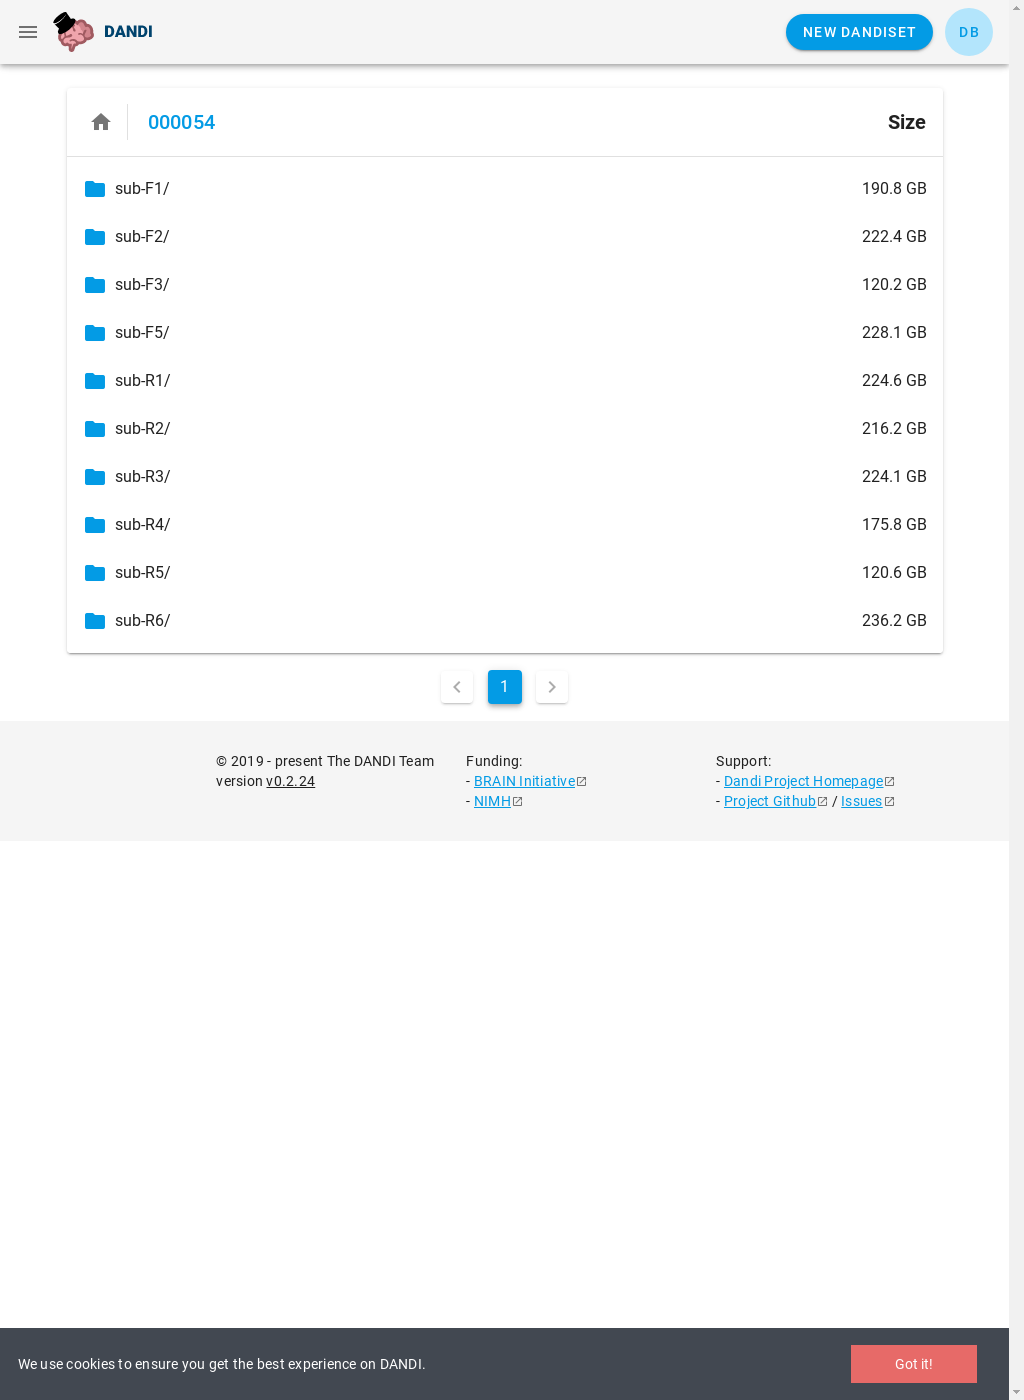 DANDI
NEW DANDISET
DB
000054
Size
sub-F1/ 190.8 GB
sub-F2/ 222.4 GB
sub-F3/ 120.2 GB
sub-F5/ 228.1 GB
sub-R1/ 224.6 GB
sub-R2/ 216.2 GB
sub-R3/ 224.1 GB
sub-R4/ 175.8 GB
sub-R5/ 120.6 GB
sub-R6/ 236.2 GB
1
© 2019 - present The DANDI Team
version v0.2.24
Funding:
- BRAIN Initiative
- NIMH
Support:
- Dandi Project Homepage
- Project Github / Issues
We use cookies to ensure you get the best experience on DANDI.
Got it!